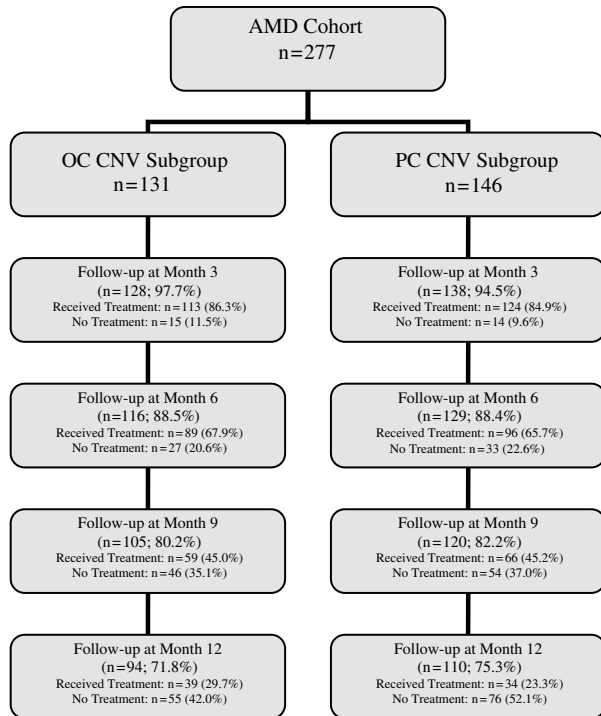 AMD Cohort
n=277
OC CNV Subgroup
n=131
PC CNV Subgroup
n=146
Follow-up at Month 3
(n=128; 97.7%)
Received Treatment: n=113 (86.3%)
No Treatment: n=15 (11.5%)
Follow-up at Month 3
(n=138; 94.5%)
Received Treatment: n=124 (84.9%)
No Treatment: n=14 (9.6%)
Follow-up at Month 6
(n=116; 88.5%)
Received Treatment: n=89 (67.9%)
No Treatment: n=27 (20.6%)
Follow-up at Month 6
(n=129; 88.4%)
Received Treatment: n=96 (65.7%)
No Treatment: n=33 (22.6%)
Follow-up at Month 9
(n=105; 80.2%)
Received Treatment: n=59 (45.0%)
No Treatment: n=46 (35.1%)
Follow-up at Month 9
(n=120; 82.2%)
Received Treatment: n=66 (45.2%)
No Treatment: n=54 (37.0%)
Follow-up at Month 12
(n=94; 71.8%)
Received Treatment: n=39 (29.7%)
No Treatment: n=55 (42.0%)
Follow-up at Month 12
(n=110; 75.3%)
Received Treatment: n=34 (23.3%)
No Treatment: n=76 (52.1%)